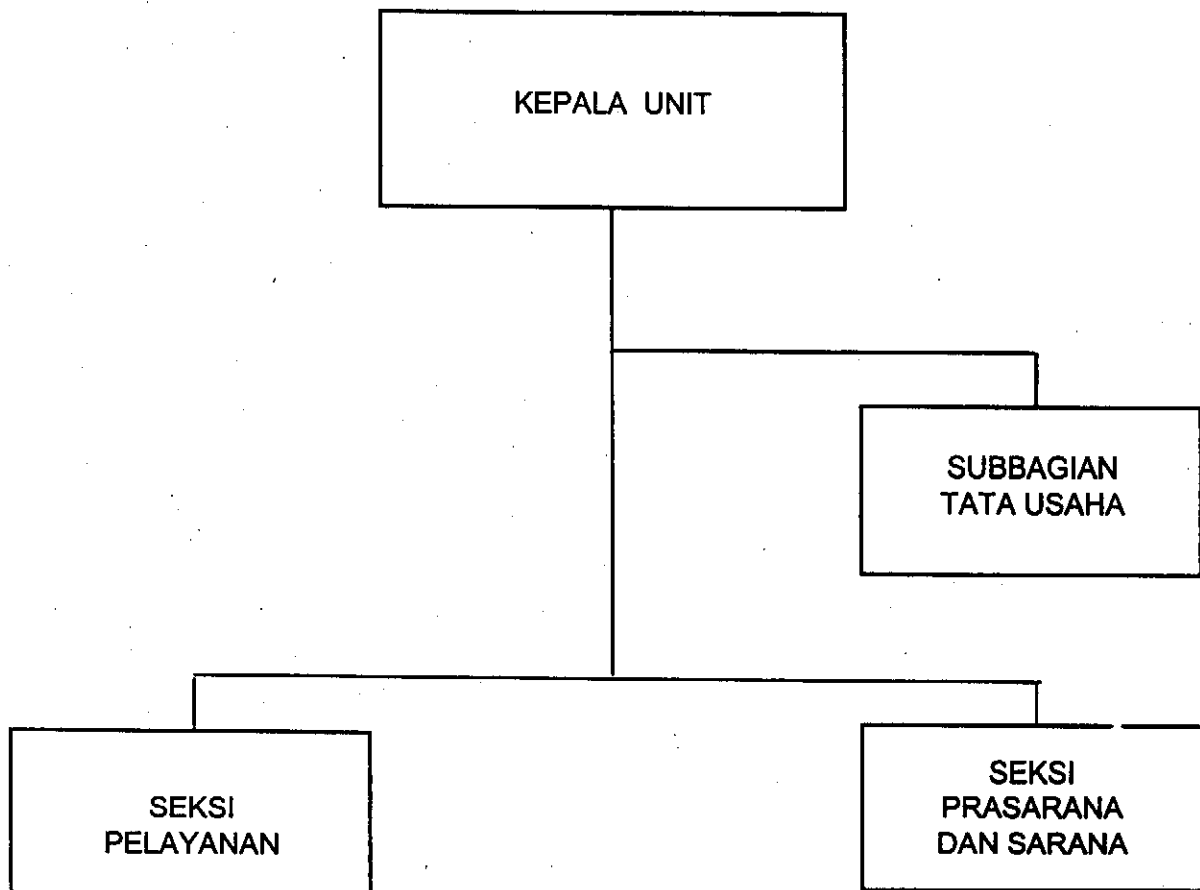 KEPALA UNIT
SUBBAGIAN
TATA USAHA
SEKSI
PELAYANAN
SEKSI
PRASARANA
DAN SARANA